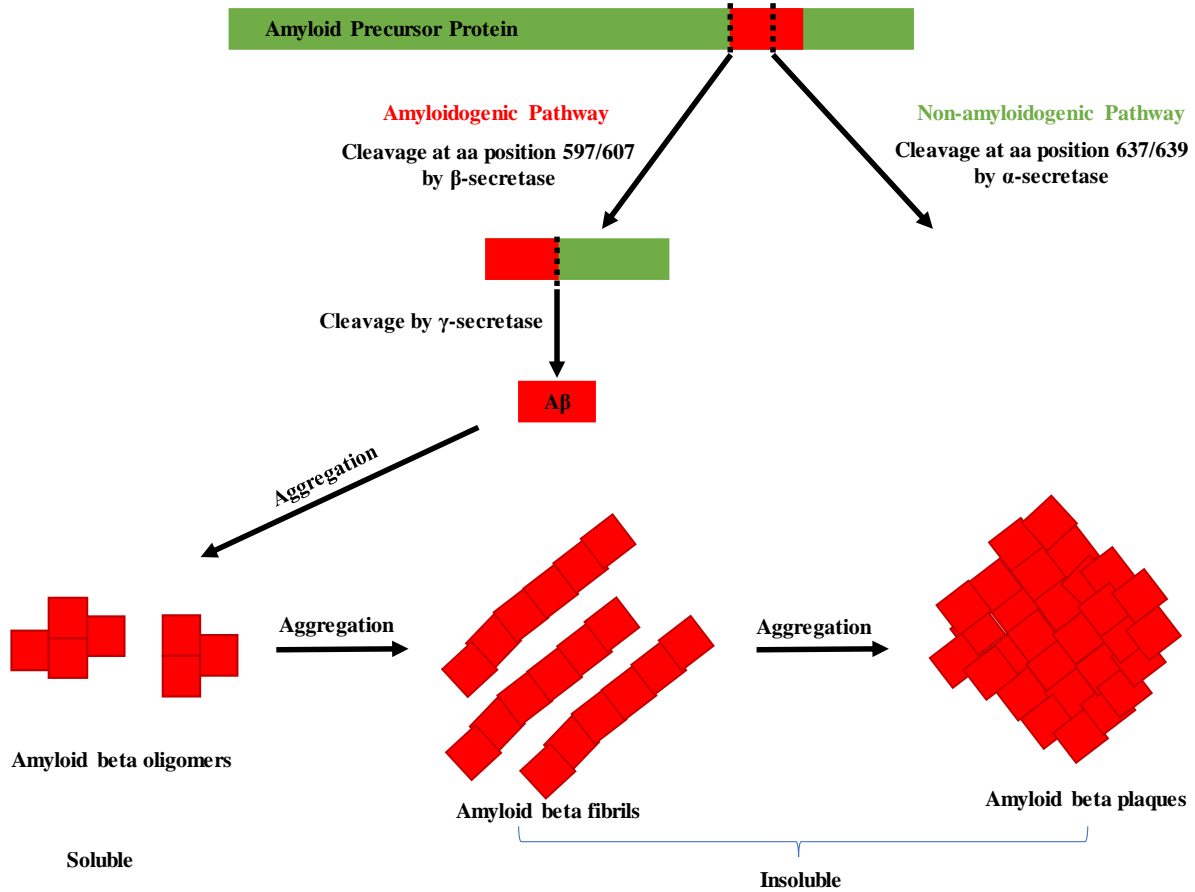 Amyloid Precursor Protein
Amyloidogenic Pathway
Cleavage at aa position 597/607
by β-secretase
Non-amyloidogenic Pathway
Cleavage at aa position 637/639
by α-secretase
Cleavage by γ-secretase
Aβ
Aggregation
Aggregation
Aggregation
Amyloid beta oligomers
Amyloid beta fibrils
Amyloid beta plaques
Soluble
Insoluble